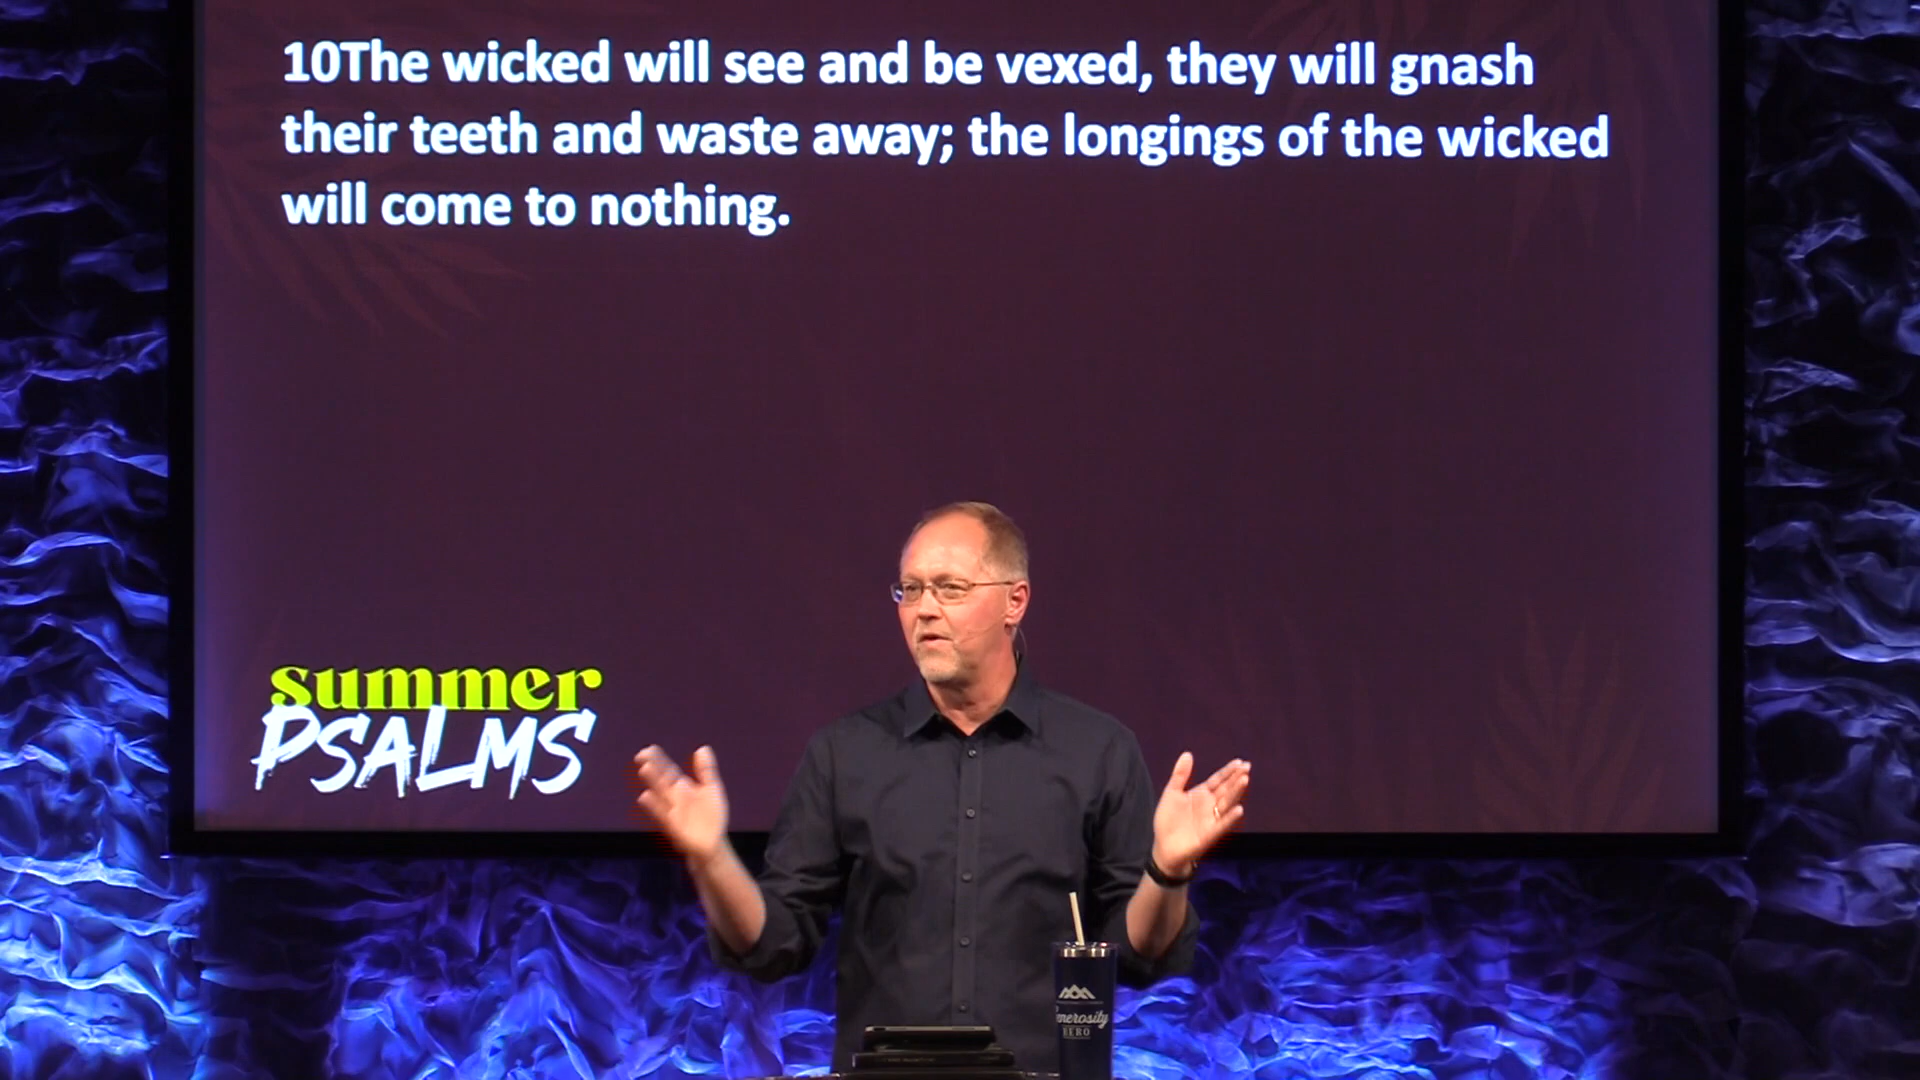 10The wicked will see and be vexed, they will gnash
their teeth and waste away; the longings of the wicked
will come to nothing.
summer
PSALMS
HERO